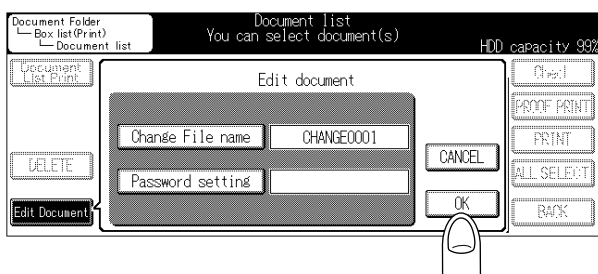 Document Folder
Box list(Print)
Document list
Document list
You can select document(s)
HDD capacity 99%
Document
List Print
DELETE
Edit Document
Edit document
Change File name
CHANGE0001
Password setting
CANCEL
OK
Check
PROOF PRINT
PRINT
ALL SELECT
BACK